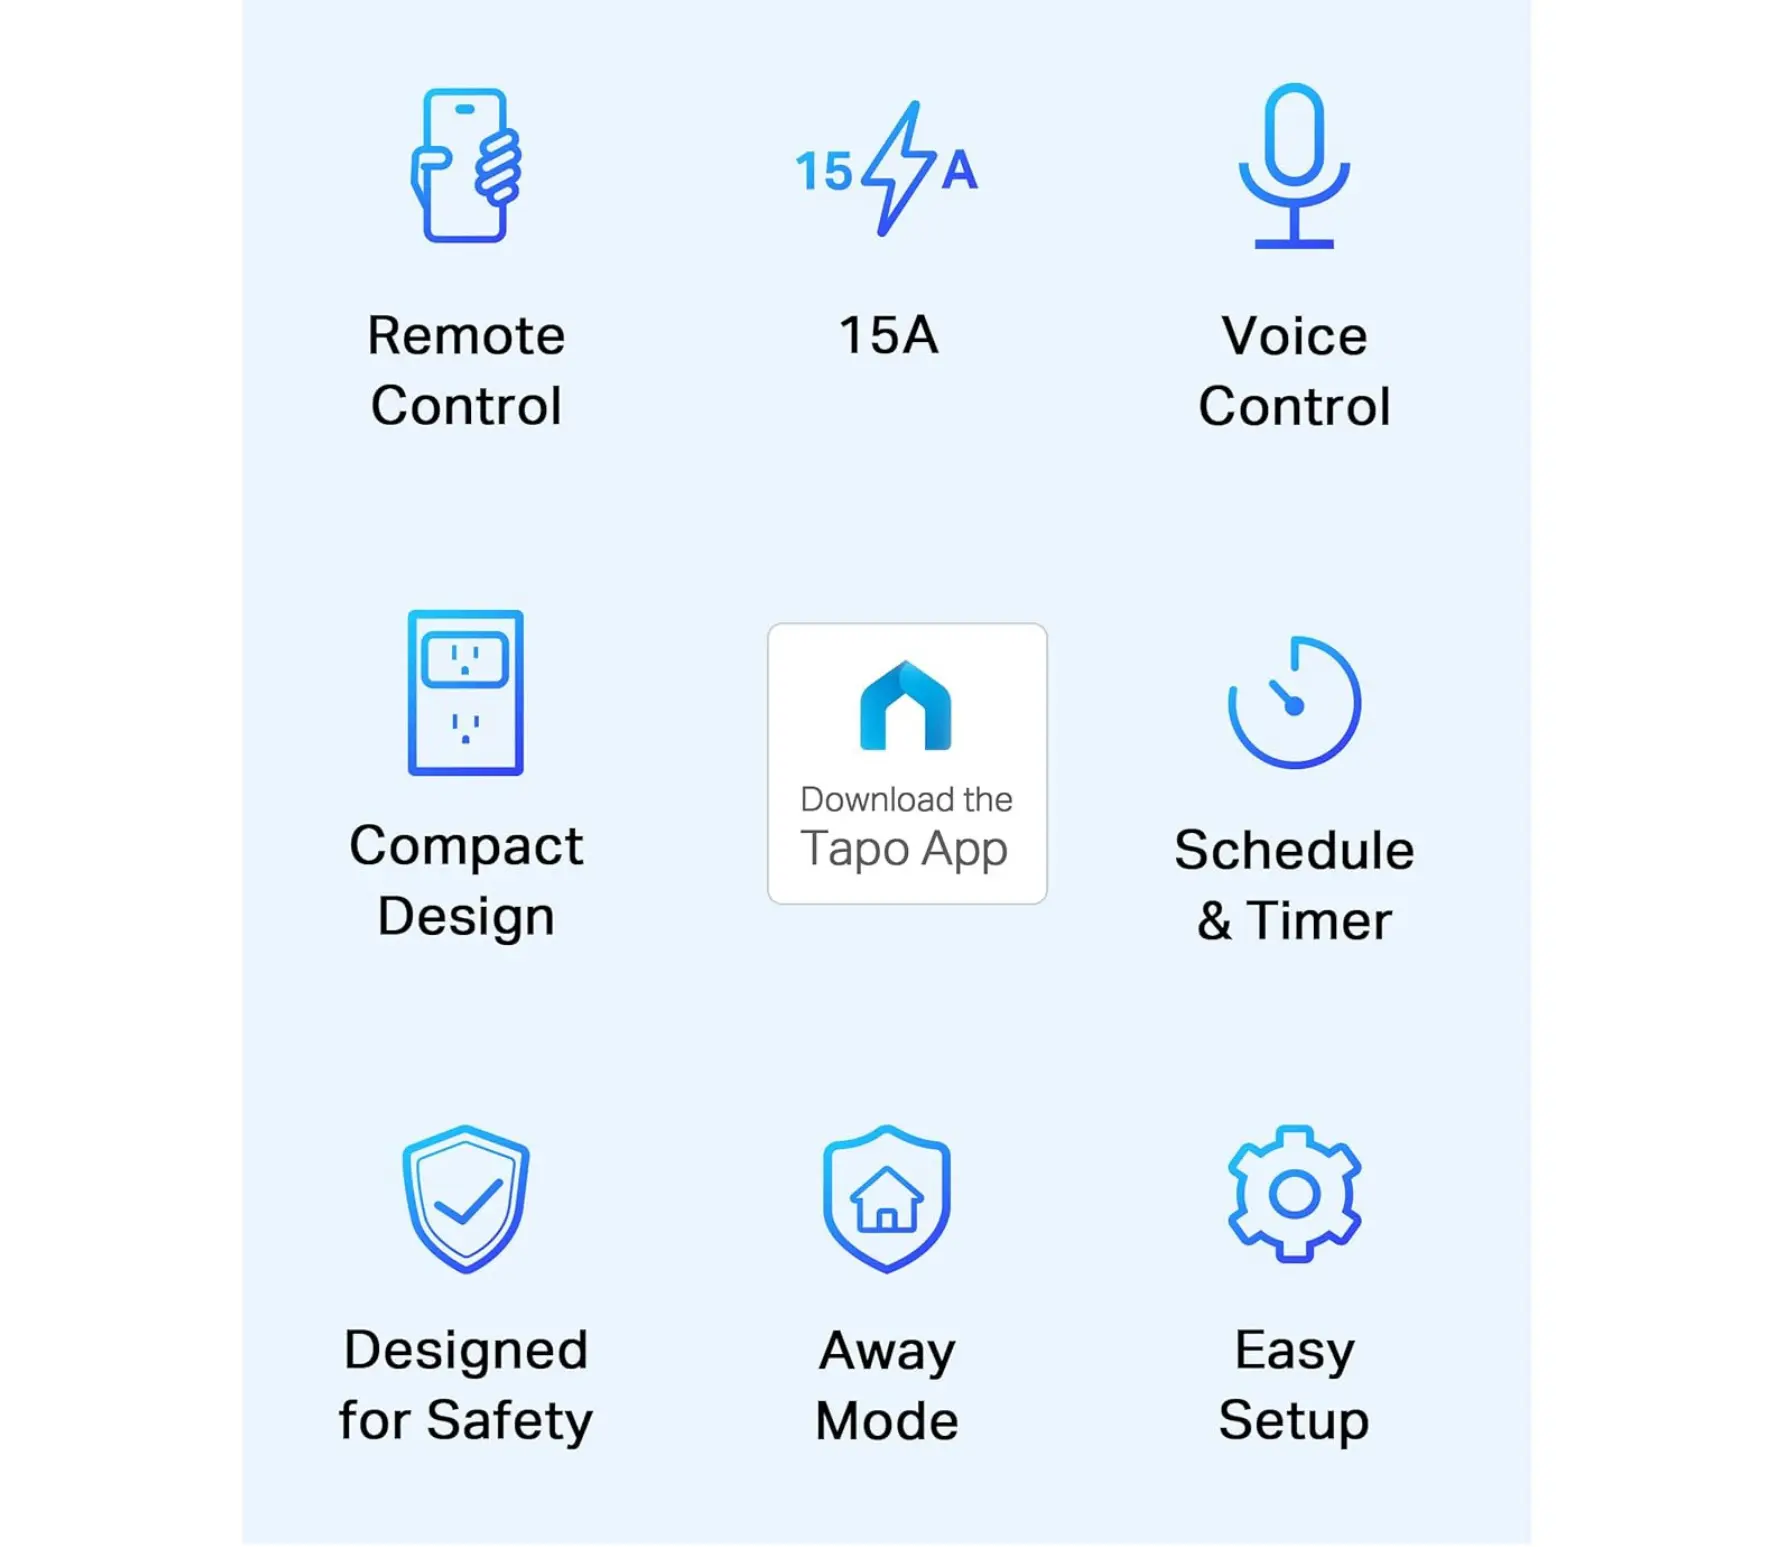 15 A
Remote
Control
15A
Voice
Control
Compact
Design
Download the
Tapo App
Schedule
& Timer
Designed
for Safety
Away
Mode
Easy
Setup